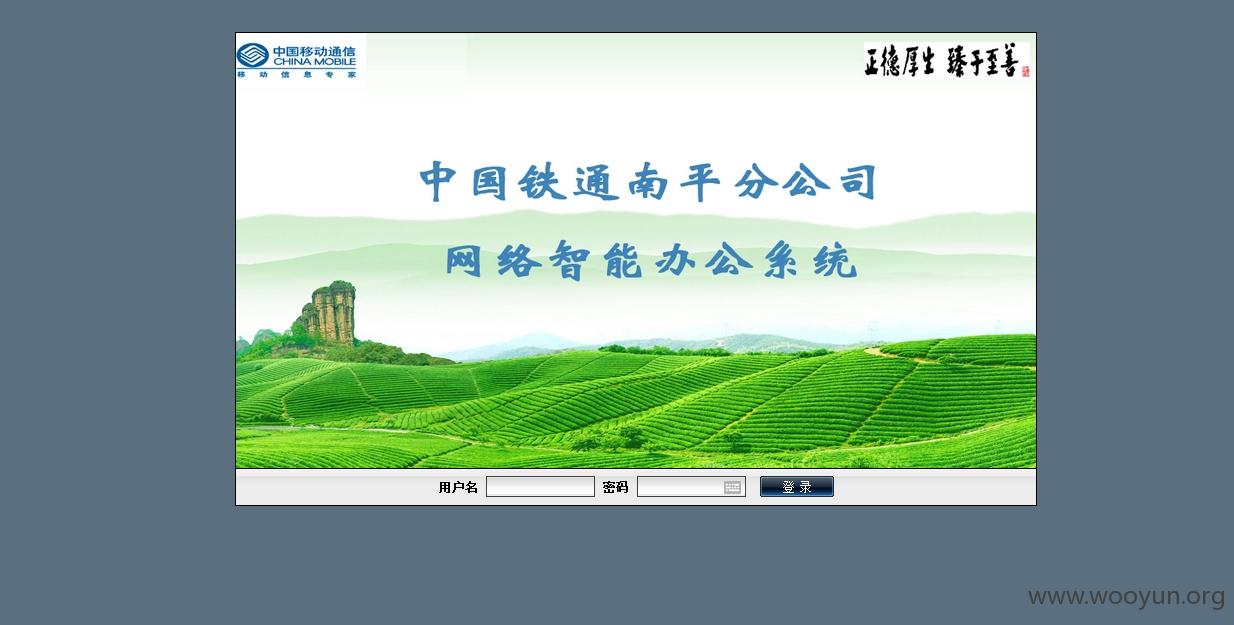 中国移动通信
CHINA MOBILE
移动信息专家
正德厚生 臻于至善
中国铁通南平分公司
网络智能办公系统
用户名 密码 登录
www.wooyun.org